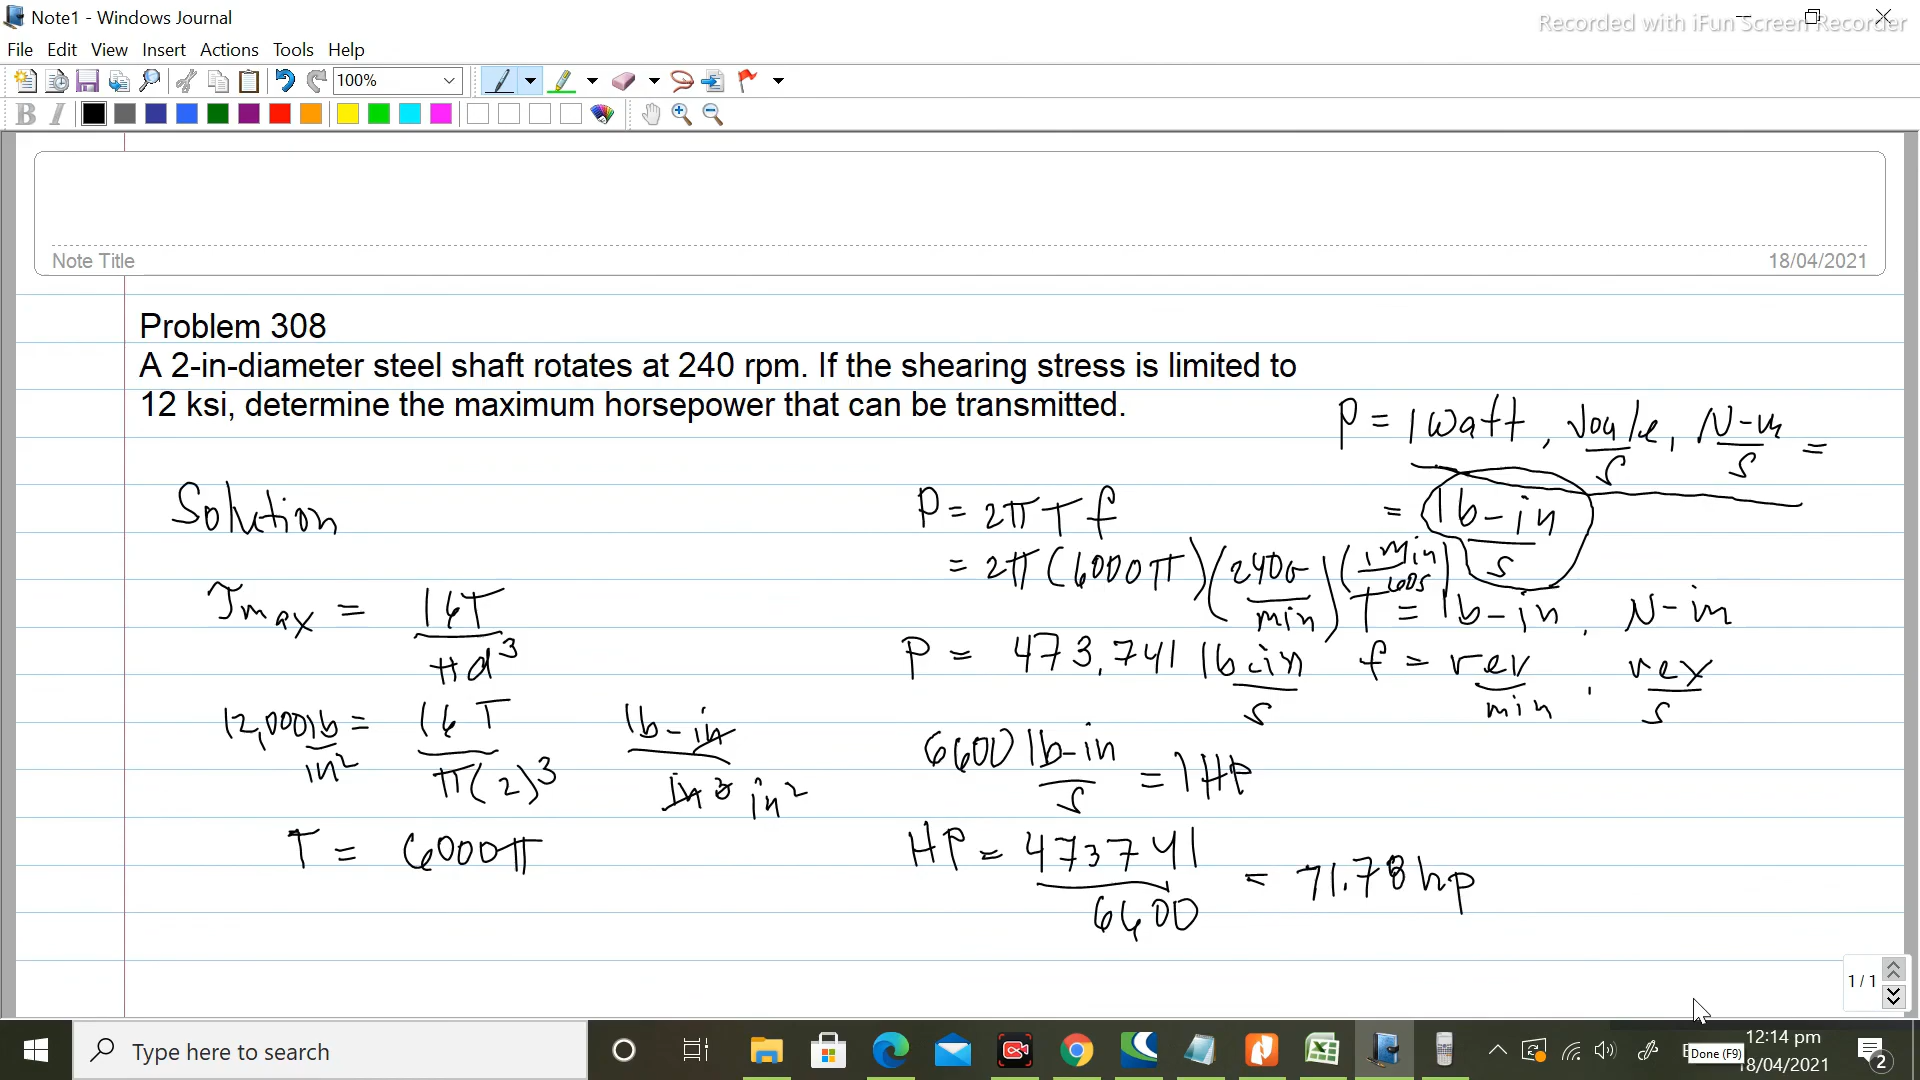 Note1 - Windows Journal
Recorded with iFun Screen Recorder
File Edit View Insert Actions Tools Help
100%
B I
Note Title
18/04/2021
Problem 308
A 2-in-diameter steel shaft rotates at 240 rpm. If the shearing stress is limited to
12 ksi, determine the maximum horsepower that can be transmitted.
Solution
τmax = 16T / πd³
12,000 lb/in² = 16T / π(2)³
lb-in / in³ in²
T = 6000π
P = 1 watt, Joule/s, N-m/s =
= lb-in/s
P = 2πTf
= 2π(6000π)(240 / min)(1 min / 60s)
T = lb-in, N-m
P = 473,741 lb-in/s
f = rev/min, rev/s
6600 lb-in/s = 1 HP
HP = 473741 / 6600 = 71.78 hp
1 / 1
Type here to search
12:14 pm
18/04/2021
Done (F9)
2